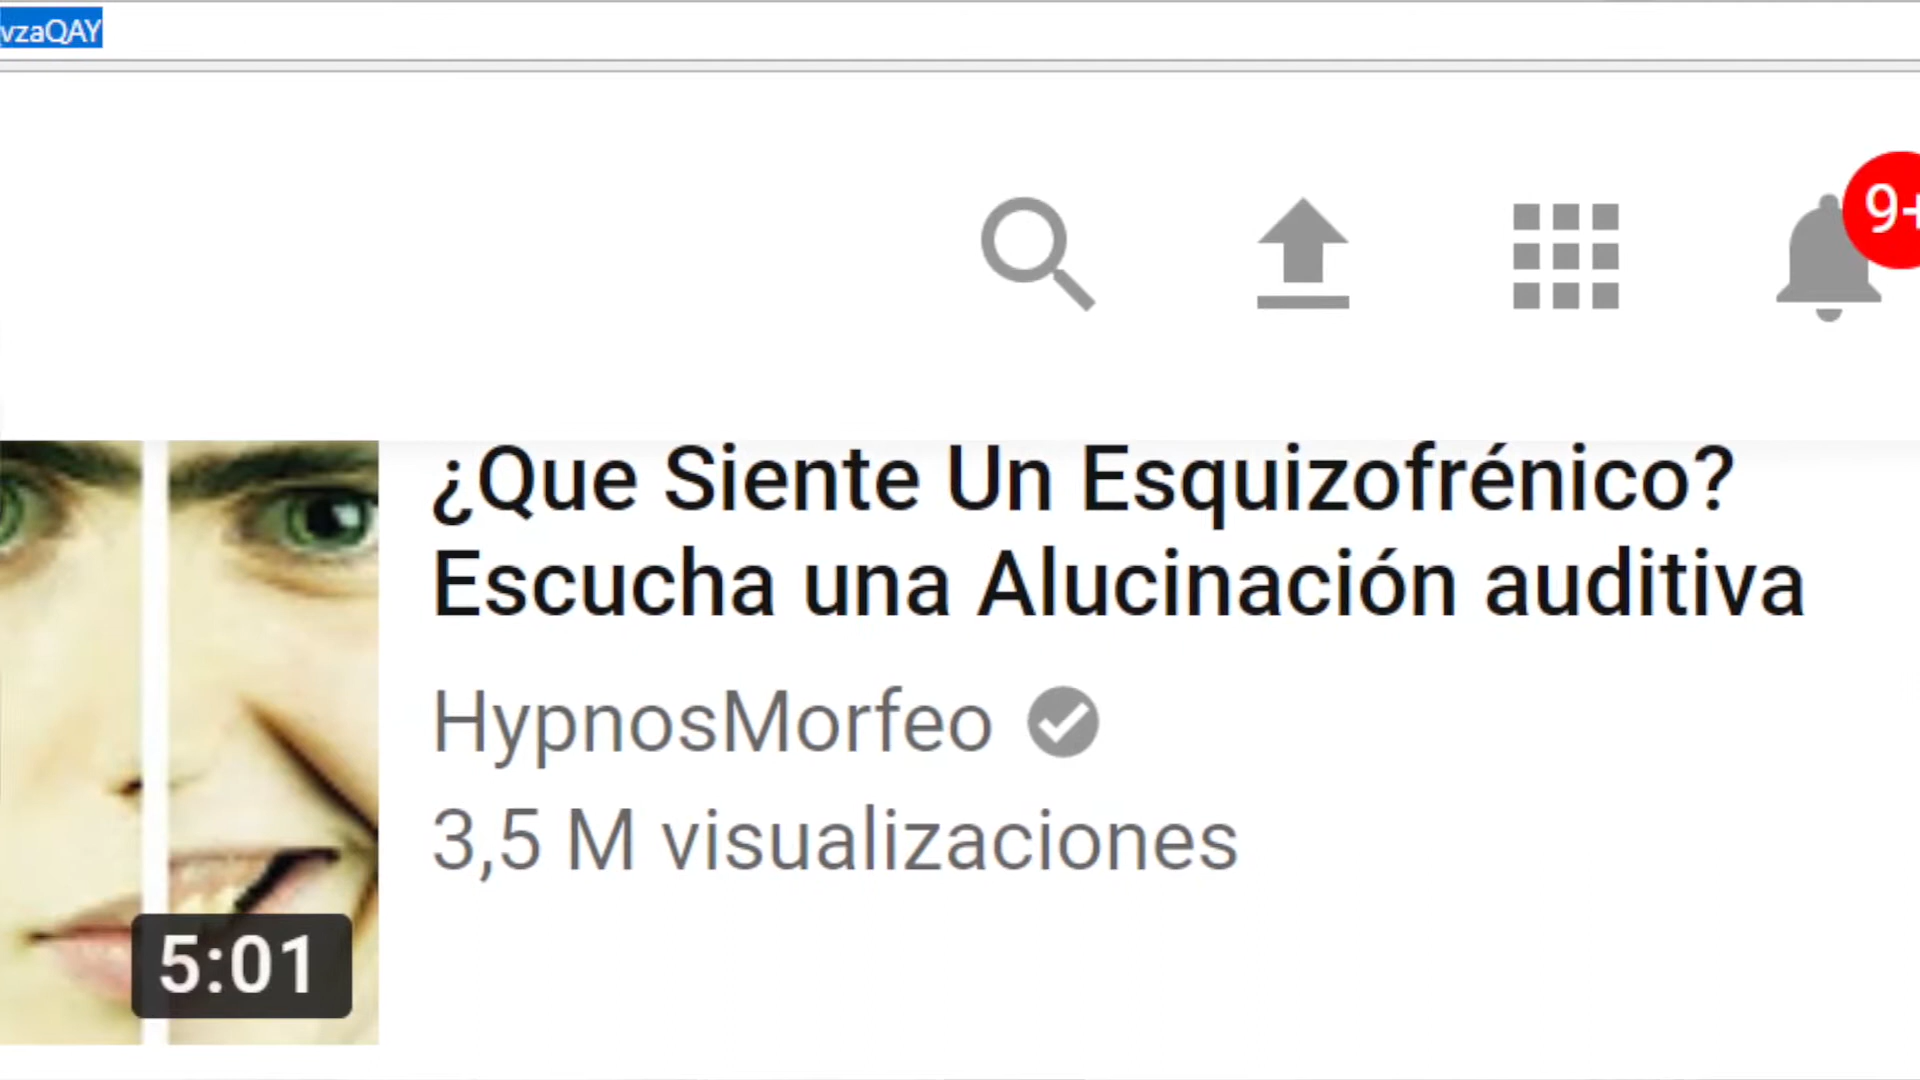 vzaQAY
9+
¿Que Siente Un Esquizofrénico?
Escucha una Alucinación auditiva
HypnosMorfeo
3,5 M visualizaciones
5:01